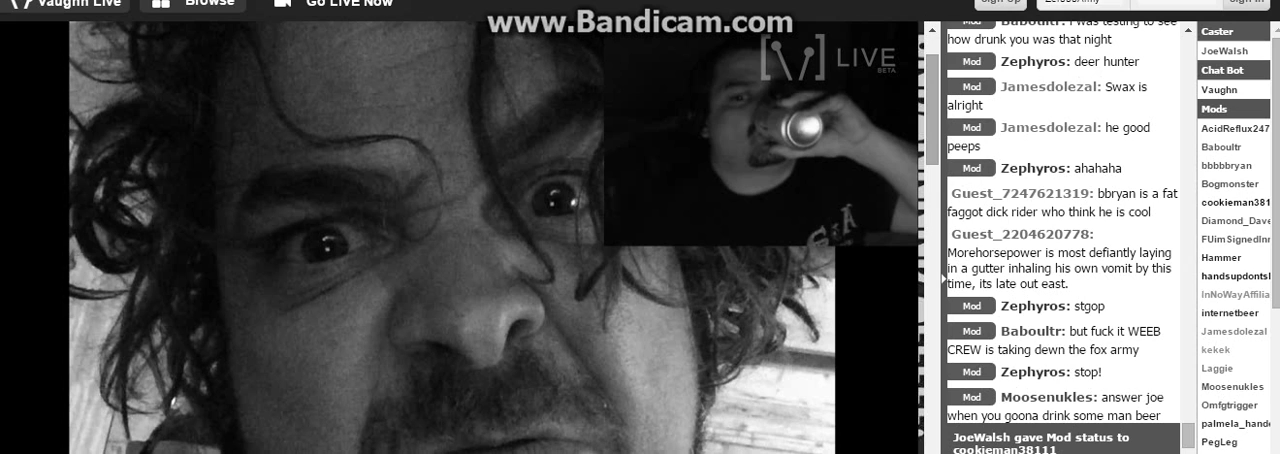 Vaughn Live
Browse
Go LIVE Now
Sign Up
Sign In
www.Bandicam.com
LIVE
BETA
Baboultr: I was testing to see
how drunk you was that night
Mod Zephyros: deer hunter
Mod Jamesdolezal: Swax is
alright
Mod Jamesdolezal: he good
peeps
Mod Zephyros: ahahaha
Guest_7247621319: bbryan is a fat
faggot dick rider who think he is cool
Guest_2204620778:
Morehorsepower is most defiantly laying
in a gutter inhaling his own vomit by this
time, its late out east.
Mod Zephyros: stgop
Mod Baboultr: but fuck it WEEB
CREW is taking dewn the fox army
Mod Zephyros: stop!
Mod Moosenukles: answer joe
when you goona drink some man beer
JoeWalsh gave Mod status to
cookieman38111
Caster
JoeWalsh
Chat Bot
Vaughn
Mods
AcidReflux247
Baboultr
bbbbbryan
Bogmonster
cookieman381
Diamond_Dave
FUimSignedInr
Hammer
handsupdontsh
InNoWayAffilia
internetbeer
Jamesdolezal
kekek
Laggie
Moosenukles
Omfgtrigger
palmela_hande
PegLeg